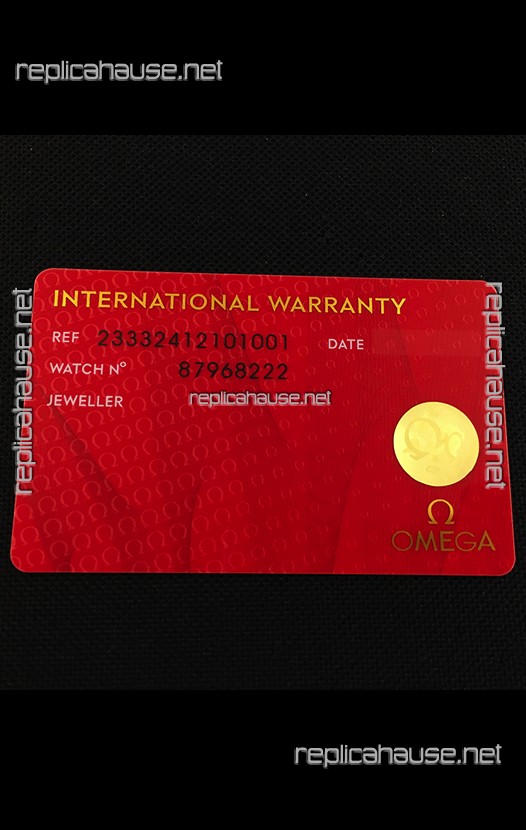 replicahause.net
INTERNATIONAL WARRANTY
REF 23332412101001 DATE
WATCH Nº 87968222
JEWELLER replicahause.net
Ω
OMEGA
replicahause.net
replicahause.net
replicahause.net